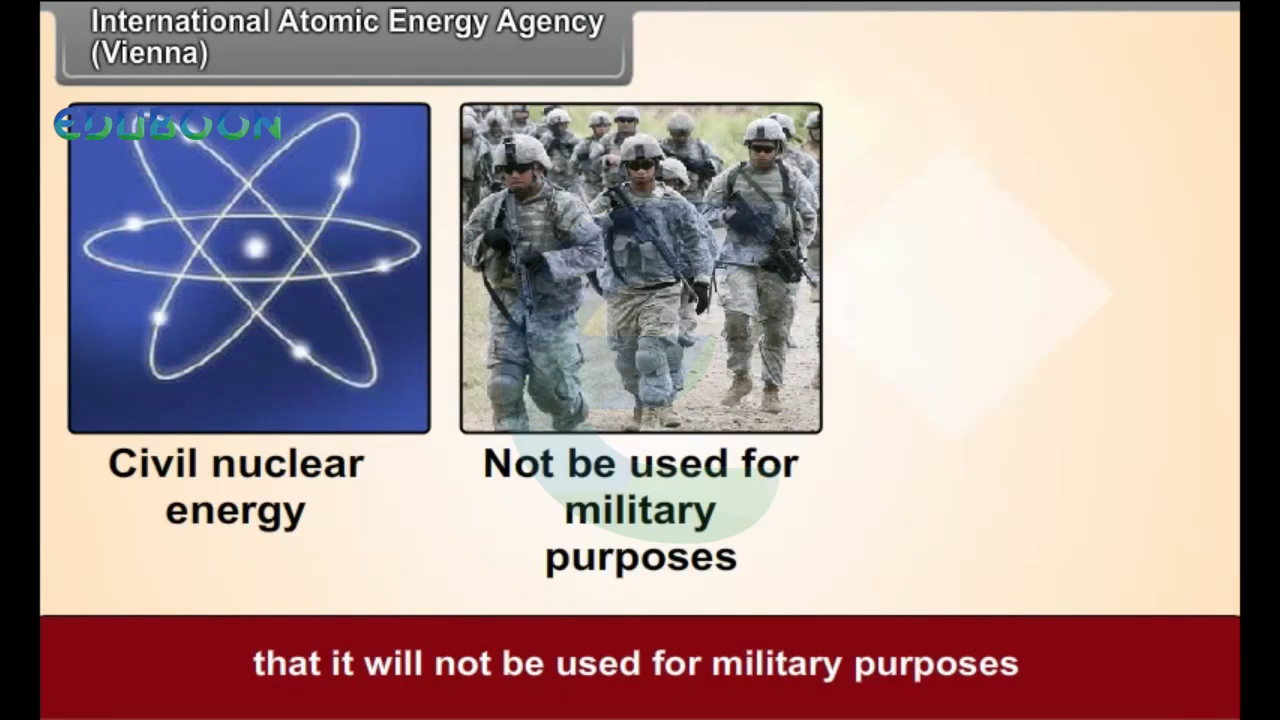 International Atomic Energy Agency
(Vienna)
EDUBOON
Civil nuclear
energy
Not be used for
military
purposes
that it will not be used for military purposes